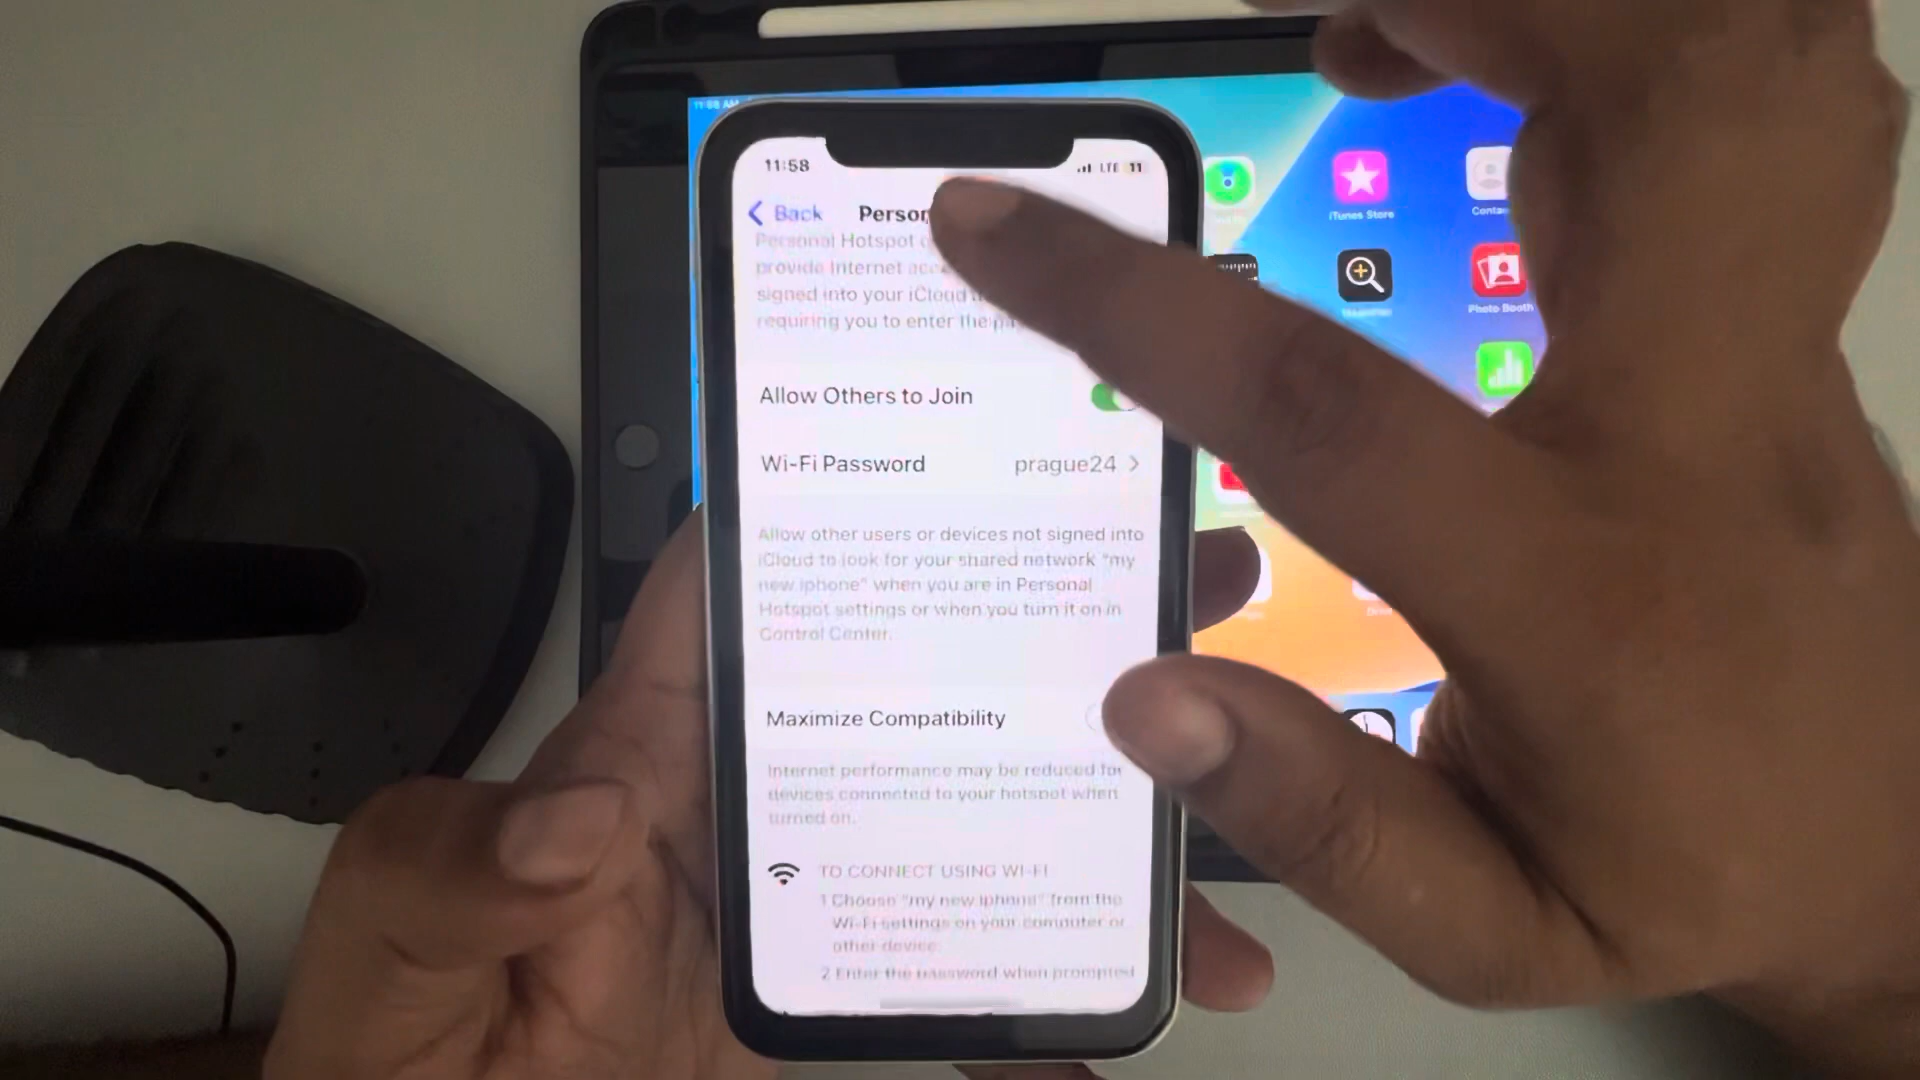 11:58 AM
11:58
LTE 11
Back
Person
Personal Hotspot
provide Internet
signed into your iCloud
requiring you to enter the
Allow Others to Join
Wi-Fi Password prague24
Allow other users or devices not signed into
iCloud to look for your shared network "my
new iphone" when you are in Personal
Hotspot settings or when you turn it on in
Control Center.
Maximize Compatibility
Internet performance may be reduced for
devices connected to your hotspot when
turned on.
TO CONNECT USING WI-FI
1 Choose "my new iphone" from the
Wi-Fi settings on your computer or
other device.
2 Enter the password when prompted
iTunes Store
Photo Booth